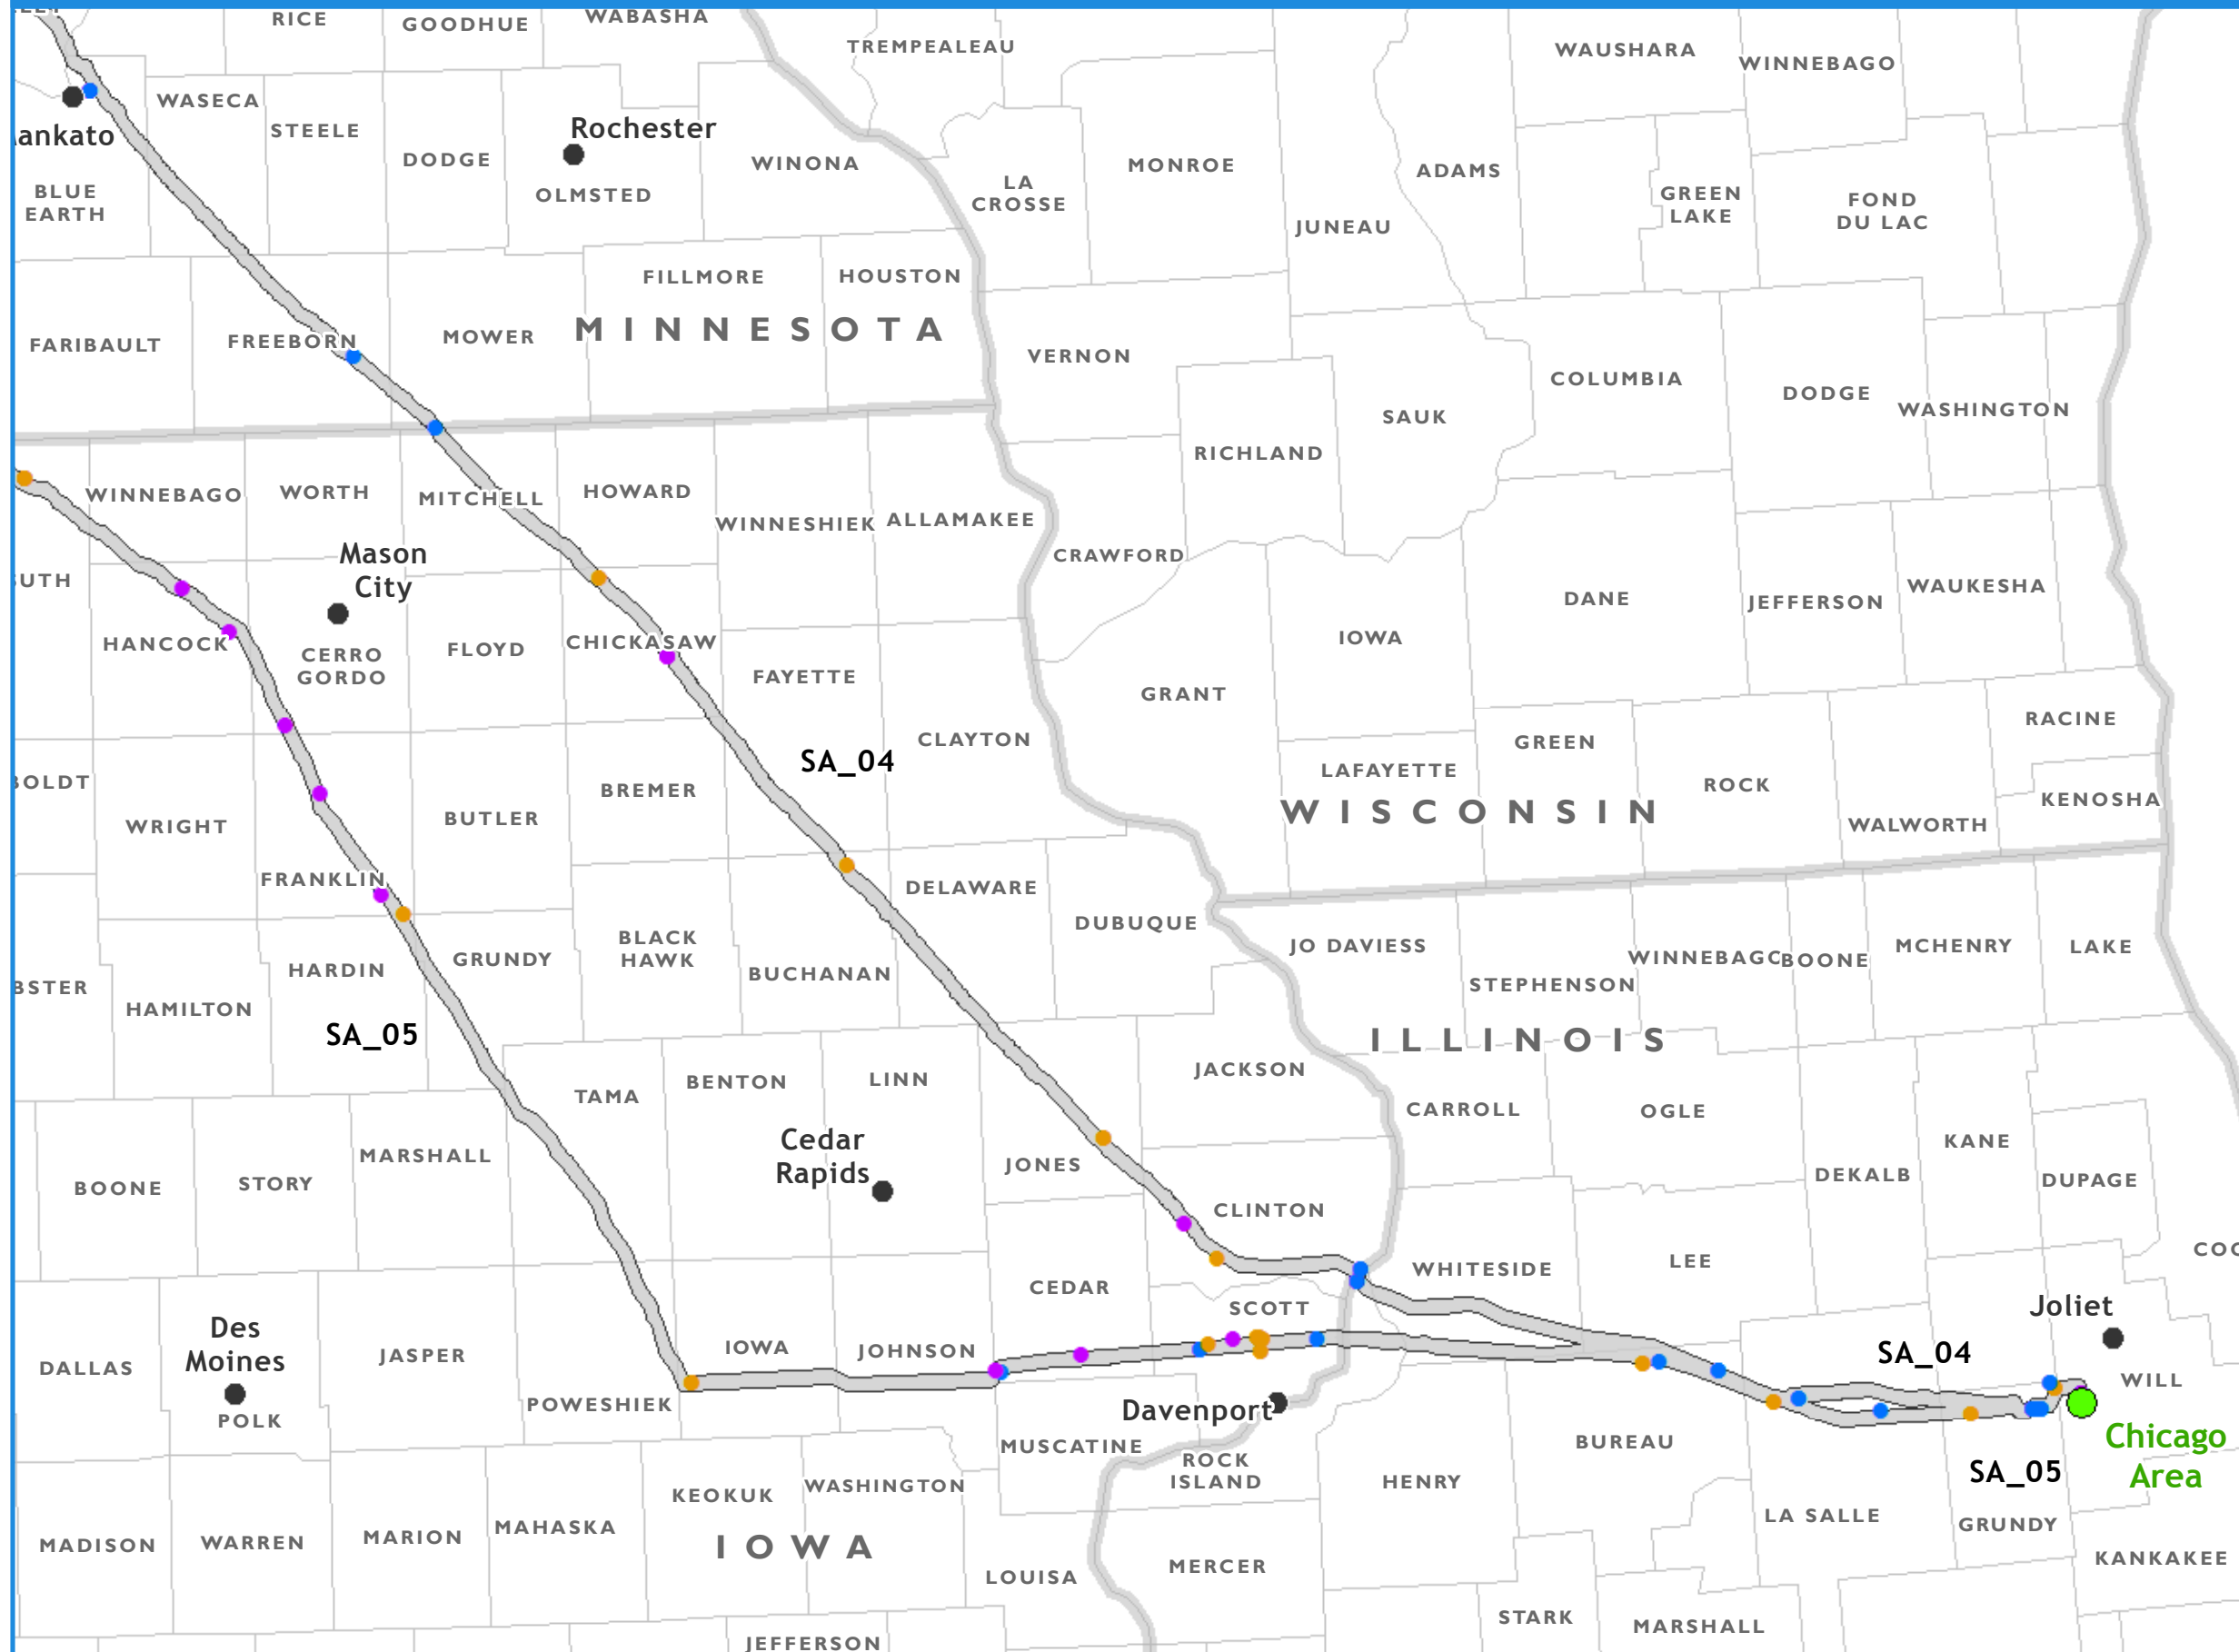 RICE
GOODHUE
WABASHA
TREMPEALEAU
WAUSHARA
WINNEBAGO
WASECA
STEELE
Rochester
ankato
DODGE
WINONA
MONROE
ADAMS
BLUE
EARTH
OLMSTED
LA
CROSSE
GREEN
LAKE
FOND
DU LAC
JUNEAU
FILLMORE
HOUSTON
FARIBAULT
FREEBORN
MOWER
MINNESOTA
VERNON
COLUMBIA
DODGE
WASHINGTON
SAUK
RICHLAND
WINNEBAGO
WORTH
MITCHELL
HOWARD
WINNESHIEK
ALLAMAKEE
Mason
City
CRAWFORD
UTH
DANE
JEFFERSON
WAUKESHA
HANCOCK
CERRO
GORDO
FLOYD
CHICKASAW
IOWA
FAYETTE
GRANT
RACINE
CLAYTON
GREEN
SA_04
LAFAYETTE
OLDT
BREMER
ROCK
KENOSHA
WISCONSIN
WRIGHT
BUTLER
WALWORTH
FRANKLIN
DELAWARE
DUBUQUE
BLACK
HAWK
JO DAVIESS
WINNEBAGO
BOONE
MCHENRY
LAKE
HARDIN
GRUNDY
BUCHANAN
STEPHENSON
BSTER
HAMILTON
SA_05
ILLINOIS
TAMA
BENTON
LINN
JACKSON
CARROLL
OGLE
Cedar
Rapids
KANE
MARSHALL
JONES
DEKALB
DUPAGE
BOONE
STORY
CLINTON
COO
WHITESIDE
LEE
CEDAR
SCOTT
Joliet
Des
Moines
IOWA
JOHNSON
SA_04
DALLAS
JASPER
WILL
POWESHIEK
Davenport
POLK
Chicago
Area
MUSCATINE
BUREAU
ROCK
ISLAND
SA_05
KEOKUK
WASHINGTON
HENRY
LA SALLE
GRUNDY
MADISON
WARREN
MARION
MAHASKA
IOWA
LOUISA
MERCER
KANKAKEE
STARK
MARSHALL
JEFFERSON